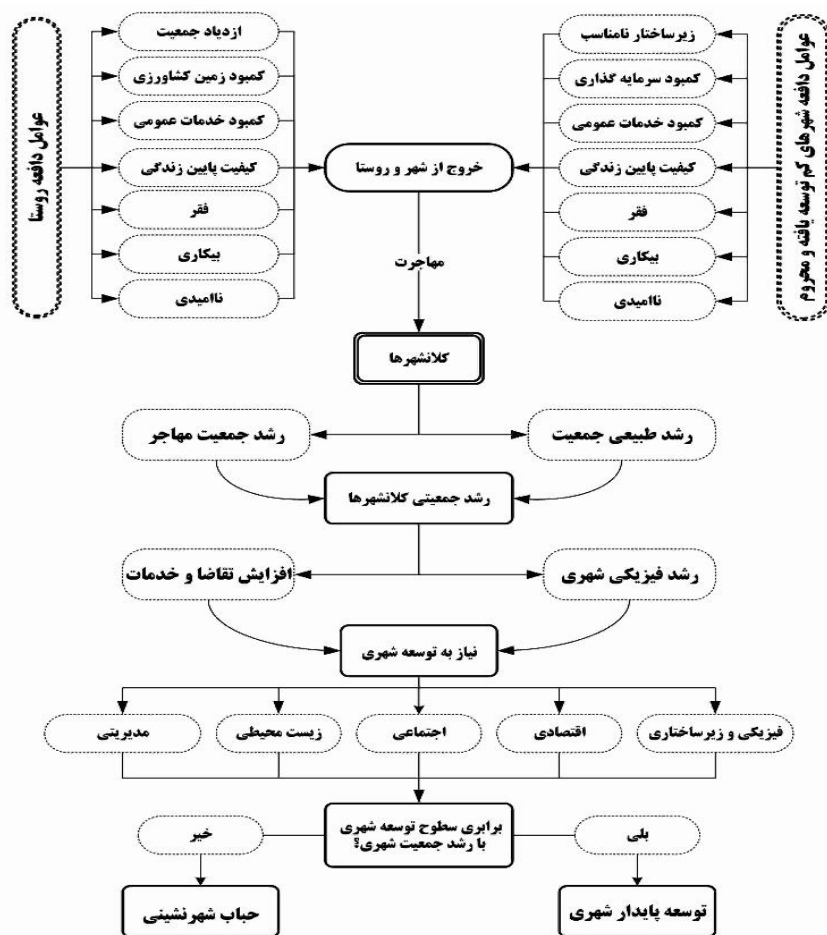 عوامل دافعه شهرهای کم توسعه یافته و محروم
زیرساختار نامناسب
کمبود سرمایه گذاری
کمبود خدمات عمومی
کیفیت پایین زندگی
فقر
بیکاری
ناامیدی
خروج از شهر و روستا
ازدیاد جمعیت
کمبود زمین کشاورزی
کمبود خدمات عمومی
کیفیت پایین زندگی
فقر
بیکاری
ناامیدی
عوامل دافعه روستا
مهاجرت
کلانشهرها
رشد طبیعی جمعیت
رشد جمعیت مهاجر
رشد جمعیتی کلانشهرها
رشد فیزیکی شهری
افزایش تقاضا و خدمات
نیاز به توسعه شهری
فیزیکی و زیرساختاری
اقتصادی
اجتماعی
زیست محیطی
مدیریتی
برابری سطوح توسعه شهری
با رشد جمعیت شهری؟
بلی
خیر
توسعه پایدار شهری
حباب شهرنشینی